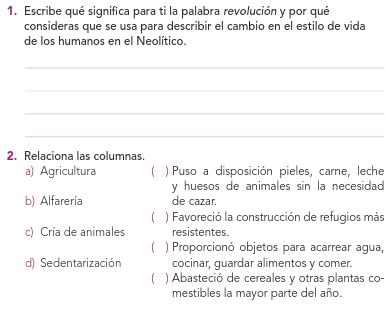 1. Escribe qué significa para ti la palabra revolución y por qué
consideras que se usa para describir el cambio en el estilo de vida
de los humanos en el Neolítico.
2. Relaciona las columnas.
a) Agricultura
b) Alfarería
c) Cría de animales
d) Sedentarización
( ) Puso a disposición pieles, carne, leche
y huesos de animales sin la necesidad
de cazar.
( ) Favoreció la construcción de refugios más
resistentes.
( ) Proporcionó objetos para acarrear agua,
cocinar, guardar alimentos y comer.
( ) Abasteció de cereales y otras plantas co-
mestibles la mayor parte del año.